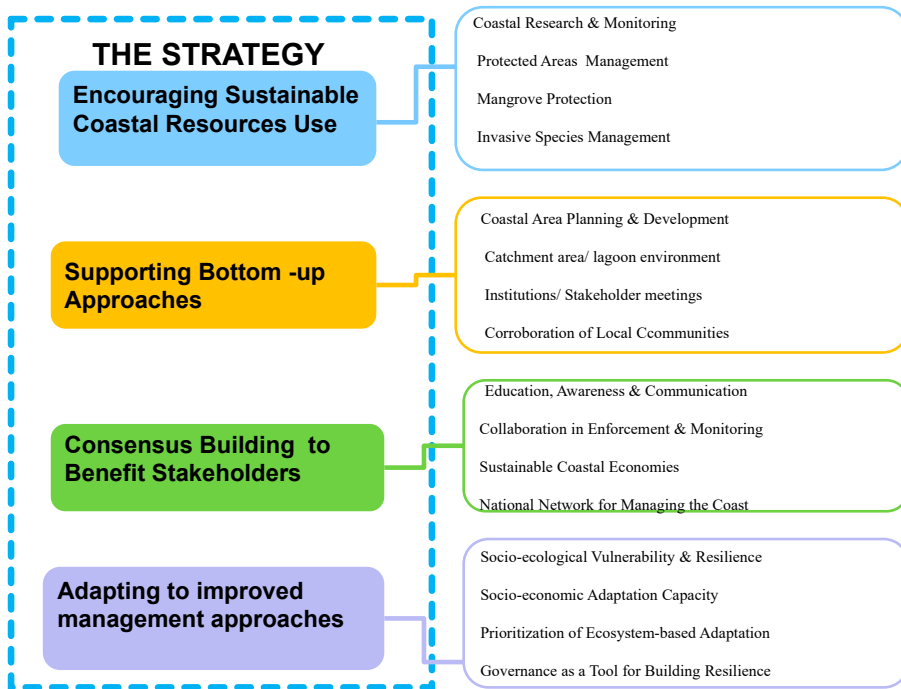 THE STRATEGY
Encouraging Sustainable
Coastal Resources Use
Coastal Research & Monitoring
Protected Areas Management
Mangrove Protection
Invasive Species Management
Supporting Bottom -up
Approaches
Coastal Area Planning & Development
Catchment area/ lagoon environment
Institutions/ Stakeholder meetings
Corroboration of Local Ccommunities
Consensus Building to
Benefit Stakeholders
Education, Awareness & Communication
Collaboration in Enforcement & Monitoring
Sustainable Coastal Economies
National Network for Managing the Coast
Adapting to improved
management approaches
Socio-ecological Vulnerability & Resilience
Socio-economic Adaptation Capacity
Prioritization of Ecosystem-based Adaptation
Governance as a Tool for Building Resilience